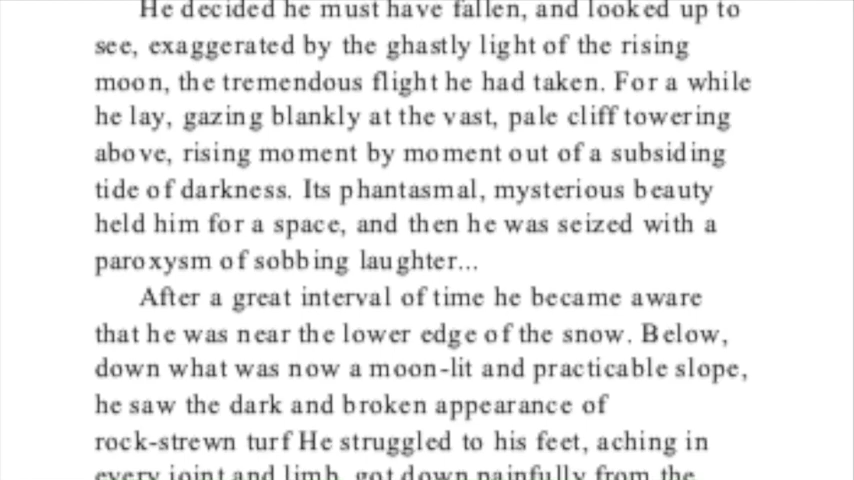 He decided he must have fallen, and looked up to
see, exaggerated by the ghastly light of the rising
moon, the tremendous flight he had taken. For a while
he lay, gazing blankly at the vast, pale cliff towering
above, rising moment by moment out of a subsiding
tide of darkness. Its phantasmal, mysterious beauty
held him for a space, and then he was seized with a
paroxysm of sobbing laughter...
After a great interval of time he became aware
that he was near the lower edge of the snow. Below,
down what was now a moon-lit and practicable slope,
he saw the dark and broken appearance of
rock-strewn turf He struggled to his feet, aching in
every joint and limb, got down painfully from the